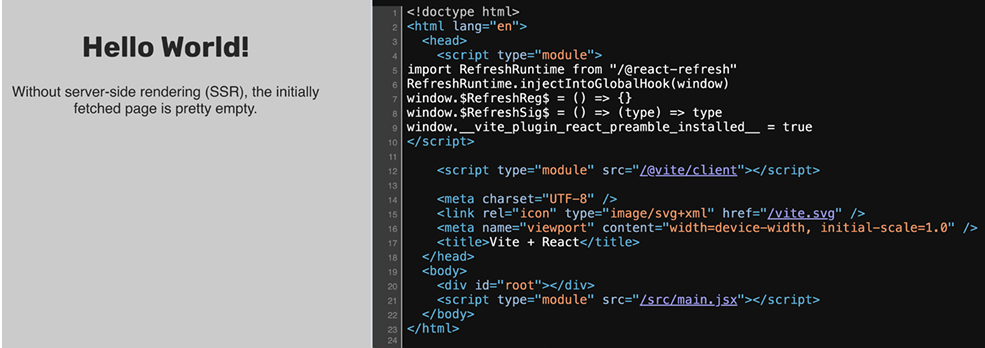 Hello World!
Without server-side rendering (SSR), the initially
fetched page is pretty empty.
1 <!doctype html>
2 <html lang="en">
3   <head>
4     <script type="module">
5 import RefreshRuntime from "/@react-refresh"
6 RefreshRuntime.injectIntoGlobalHook(window)
7 window.$RefreshReg$ = () => {}
8 window.$RefreshSig$ = () => (type) => type
9 window.__vite_plugin_react_preamble_installed__ = true
10 </script>
11
12     <script type="module" src="/@vite/client"></script>
13
14     <meta charset="UTF-8" />
15     <link rel="icon" type="image/svg+xml" href="/vite.svg" />
16     <meta name="viewport" content="width=device-width, initial-scale=1.0" />
17     <title>Vite + React</title>
18   </head>
19   <body>
20     <div id="root"></div>
21     <script type="module" src="/src/main.jsx"></script>
22   </body>
23 </html>
24